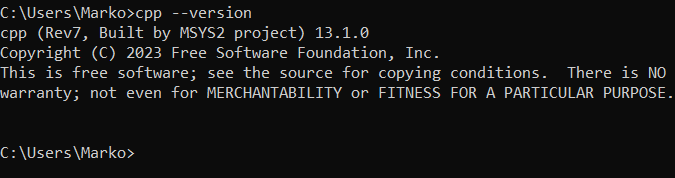 C:\Users\Marko>cpp --version
cpp (Rev7, Built by MSYS2 project) 13.1.0
Copyright (C) 2023 Free Software Foundation, Inc.
This is free software; see the source for copying conditions.  There is NO
warranty; not even for MERCHANTABILITY or FITNESS FOR A PARTICULAR PURPOSE.
C:\Users\Marko>